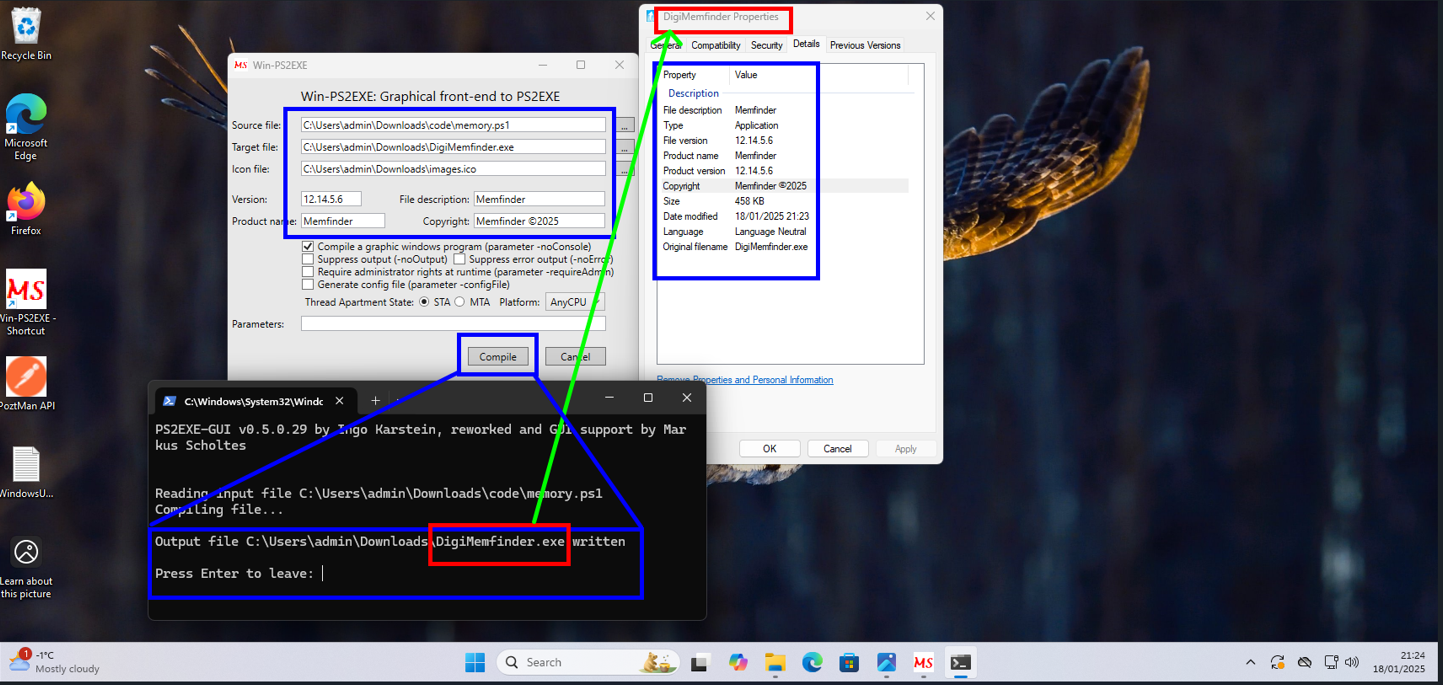 Recycle Bin
Microsoft
Edge
Firefox
MS
Win-PS2EXE -
Shortcut
PoztMan API
WindowsU...
Learn about
this picture
MS Win-PS2EXE
Win-PS2EXE: Graphical front-end to PS2EXE
Source file: C:\Users\admin\Downloads\code\memory.ps1 ...
Target file: C:\Users\admin\Downloads\DigiMemfinder.exe ...
Icon file: C:\Users\admin\Downloads\images.ico ...
Version: 12.14.5.6 File description: Memfinder
Product name: Memfinder Copyright: Memfinder ©2025
Compile a graphic windows program (parameter -noConsole)
Suppress output (-noOutput) Suppress error output (-noError)
Require administrator rights at runtime (parameter -requireAdmin)
Generate config file (parameter -configFile)
Thread Apartment State: STA MTA Platform: AnyCPU
Parameters:
Compile Cancel
DigiMemfinder Properties
General Compatibility Security Details Previous Versions
Property Value
Description
File description Memfinder
Type Application
File version 12.14.5.6
Product name Memfinder
Product version 12.14.5.6
Copyright Memfinder ©2025
Size 458 KB
Date modified 18/01/2025 21:23
Language Language Neutral
Original filename DigiMemfinder.exe
Remove Properties and Personal Information
OK Cancel Apply
C:\Windows\System32\Windc
PS2EXE-GUI v0.5.0.29 by Ingo Karstein, reworked and GUI support by Mar
kus Scholtes
Reading input file C:\Users\admin\Downloads\code\memory.ps1
Compiling file...
Output file C:\Users\admin\Downloads\DigiMemfinder.exe written
Press Enter to leave:
1
-1°C
Mostly cloudy
Search
MS
21:24
18/01/2025